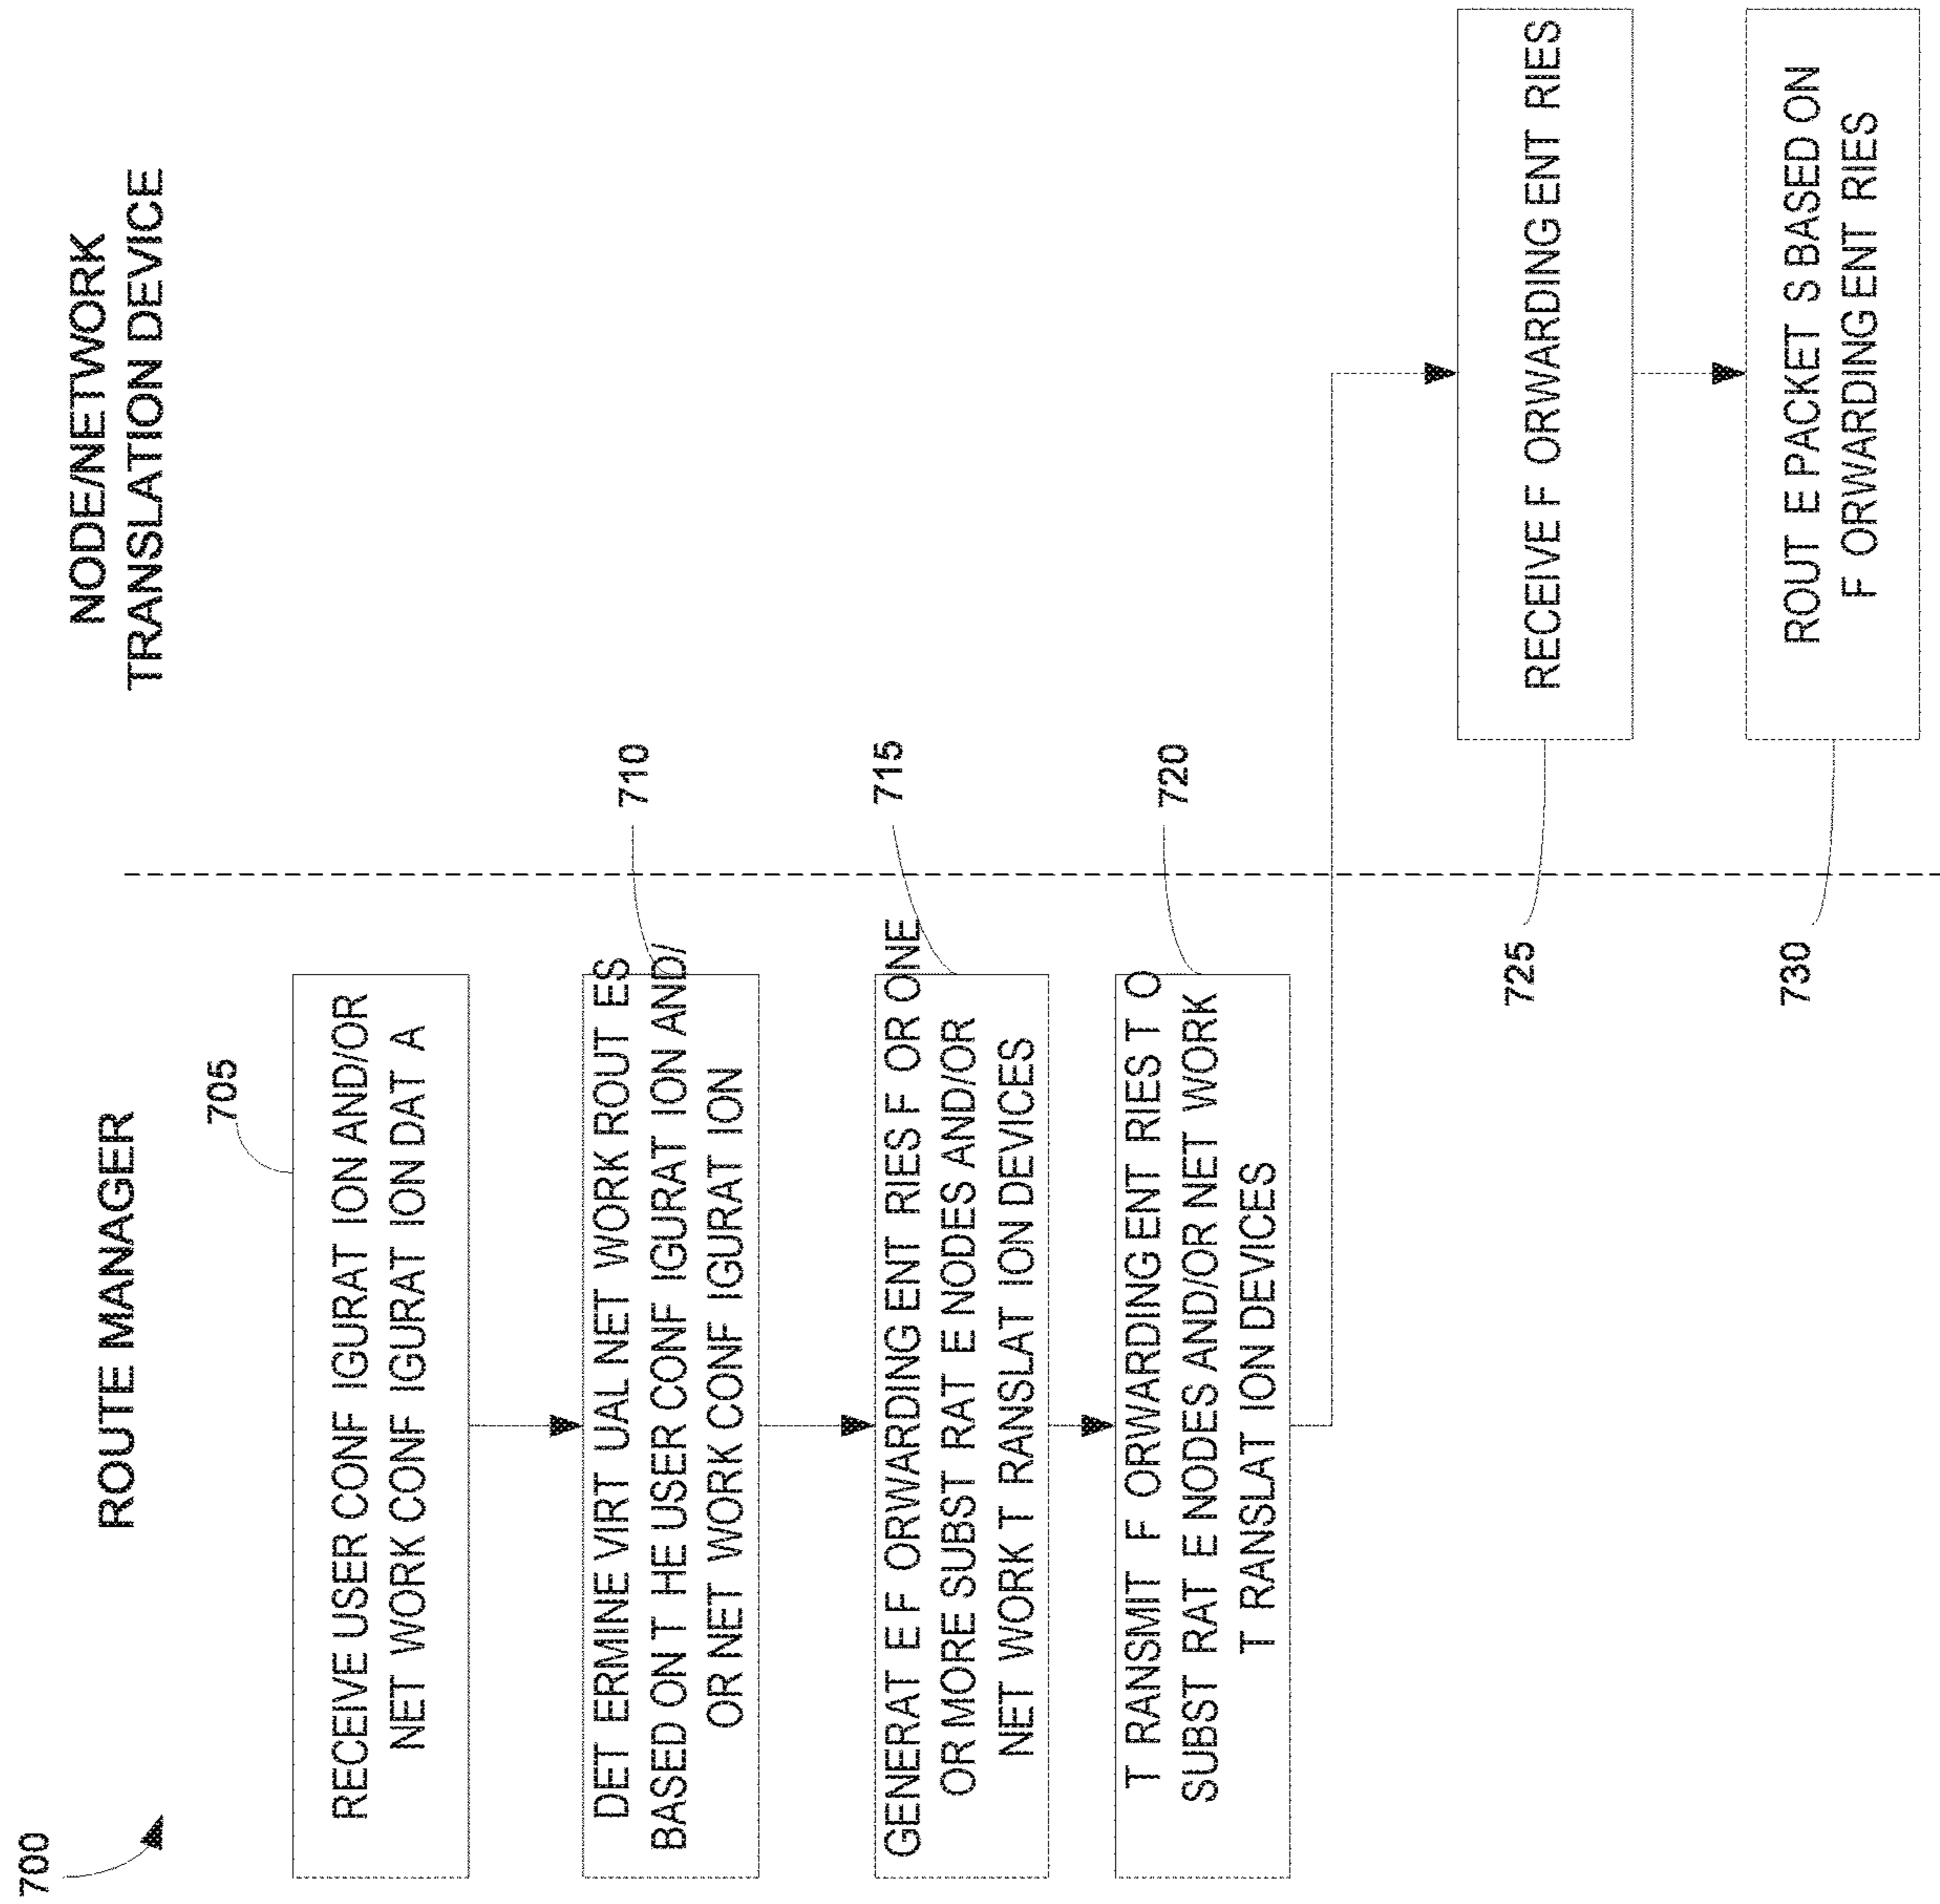 700
ROUTE MANAGER
NODE/NETWORK
TRANSLATION DEVICE
705
RECEIVE USER CONF IGURAT ION AND/OR
NET WORK CONF IGURAT ION DAT A
710
DET ERMINE VIRT UAL NET WORK ROUT ES
BASED ON T HE USER CONF IGURAT ION AND/
OR NET WORK CONF IGURAT ION
715
GENERAT E F ORWARDING ENT RIES F OR ONE
OR MORE SUBST RAT E NODES AND/OR
NET WORK T RANSLAT ION DEVICES
720
T RANSMIT F ORWARDING ENT RIES T O
SUBST RAT E NODES AND/OR NET WORK
T RANSLAT ION DEVICES
725
RECEIVE F ORWARDING ENT RIES
730
ROUT E PACKET S BASED ON
F ORWARDING ENT RIES